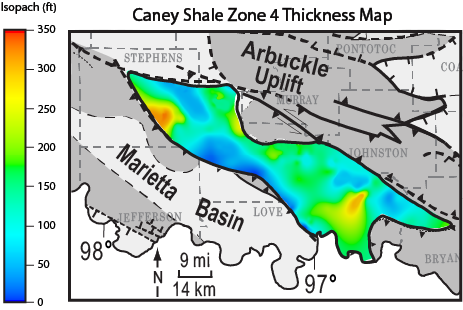 Isopach (ft)
Caney Shale Zone 4 Thickness Map
350
300
250
200
150
100
50
0
STEPHENS
Arbuckle
Uplift
PONTOTOC
COA
MURRAY
JOHNSTON
Marietta
Basin
JEFFERSON
LOVE
BRYAN
98°
97°
N
9 mi
14 km